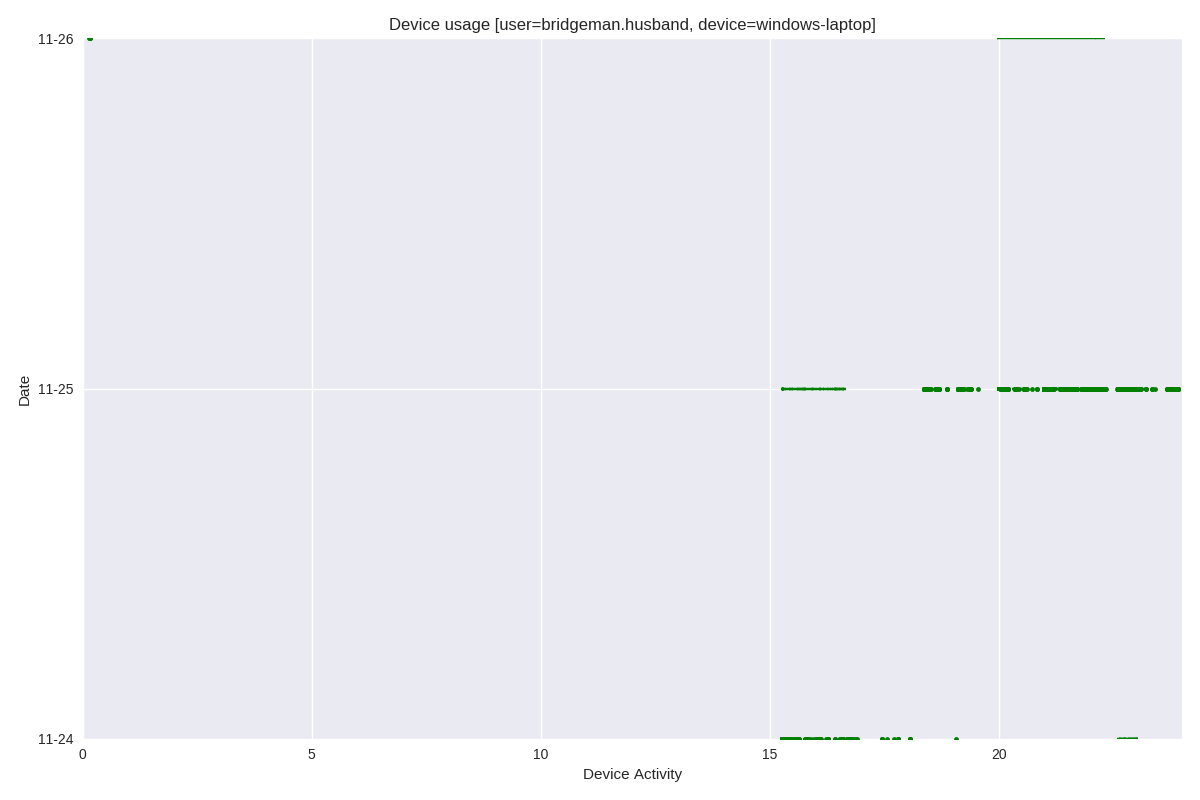 Device usage [user=bridgeman.husband, device=windows-laptop]
11-26
11-25
11-24
Date
0
5
10
15
20
Device Activity